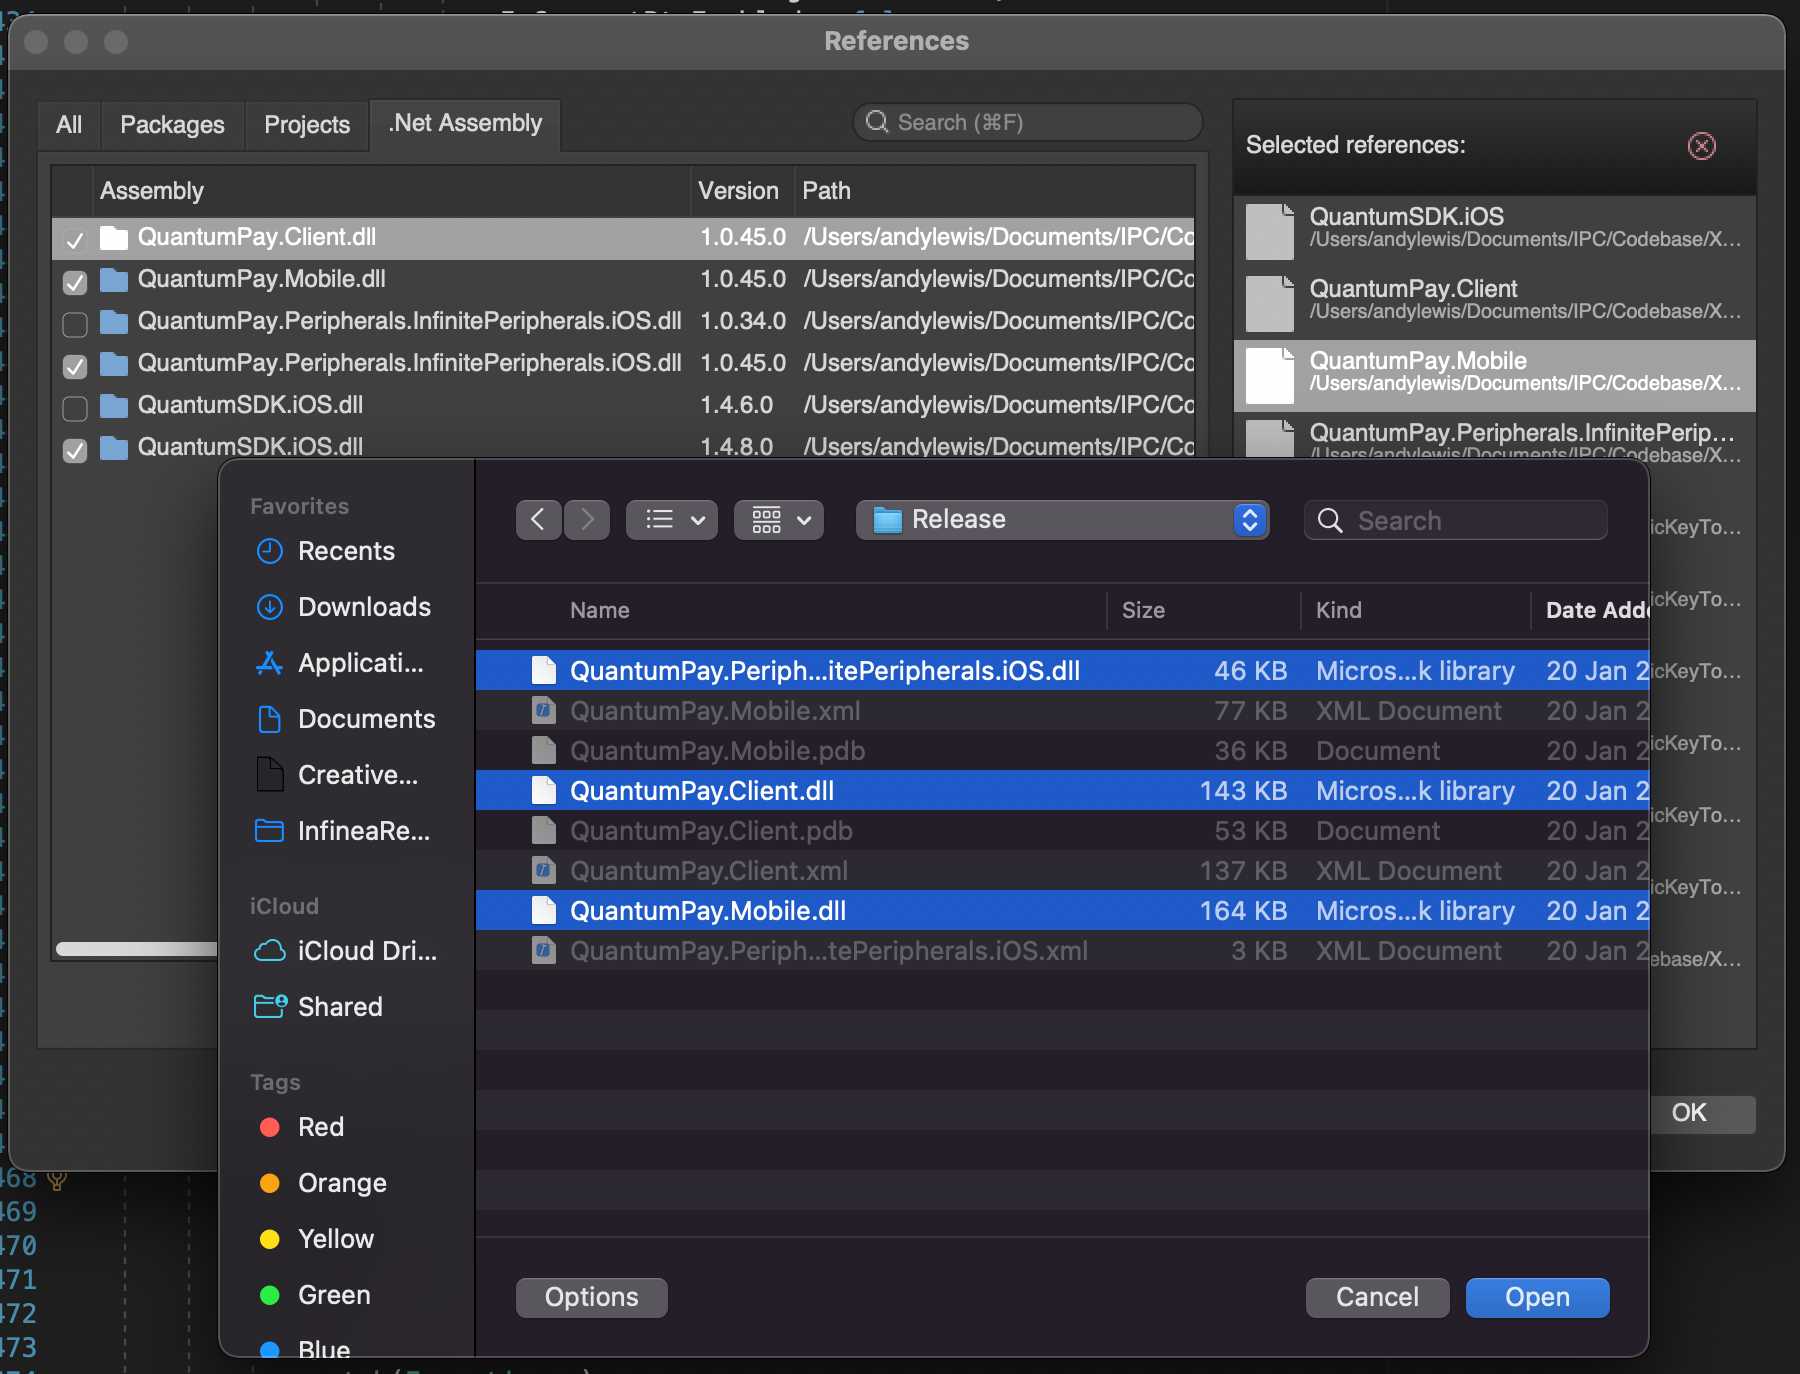 References
All
Packages
Projects
.Net Assembly
Search (⌘F)
Selected references:
Assembly
Version
Path
QuantumPay.Client.dll
1.0.45.0
/Users/andylewis/Documents/IPC/Co
QuantumPay.Mobile.dll
1.0.45.0
/Users/andylewis/Documents/IPC/Co
QuantumPay.Peripherals.InfinitePeripherals.iOS.dll
1.0.34.0
/Users/andylewis/Documents/IPC/Co
QuantumPay.Peripherals.InfinitePeripherals.iOS.dll
1.0.45.0
/Users/andylewis/Documents/IPC/Co
QuantumSDK.iOS.dll
1.4.6.0
/Users/andylewis/Documents/IPC/Co
QuantumSDK.iOS.dll
1.4.8.0
/Users/andylewis/Documents/IPC/Co
QuantumSDK.iOS
/Users/andylewis/Documents/IPC/Codebase/X...
QuantumPay.Client
/Users/andylewis/Documents/IPC/Codebase/X...
QuantumPay.Mobile
/Users/andylewis/Documents/IPC/Codebase/X...
QuantumPay.Peripherals.InfinitePerip...
/Users/andylewis/Documents/IPC/Codebase/X...
icKeyTo...
icKeyTo...
icKeyTo...
icKeyTo...
icKeyTo...
icKeyTo...
ebase/X...
OK
Favorites
Recents
Downloads
Applicati...
Documents
Creative...
InfineaRe...
iCloud
iCloud Dri...
Shared
Tags
Red
Orange
Yellow
Green
Blue
Release
Search
Name
Size
Kind
Date Adde
QuantumPay.Periph...itePeripherals.iOS.dll
46 KB
Micros...k library
20 Jan 2
QuantumPay.Mobile.xml
77 KB
XML Document
20 Jan 2
QuantumPay.Mobile.pdb
36 KB
Document
20 Jan 2
QuantumPay.Client.dll
143 KB
Micros...k library
20 Jan 2
QuantumPay.Client.pdb
53 KB
Document
20 Jan 2
QuantumPay.Client.xml
137 KB
XML Document
20 Jan 2
QuantumPay.Mobile.dll
164 KB
Micros...k library
20 Jan 2
QuantumPay.Periph...tePeripherals.iOS.xml
3 KB
XML Document
20 Jan 2
Options
Cancel
Open
468
469
470
471
472
473